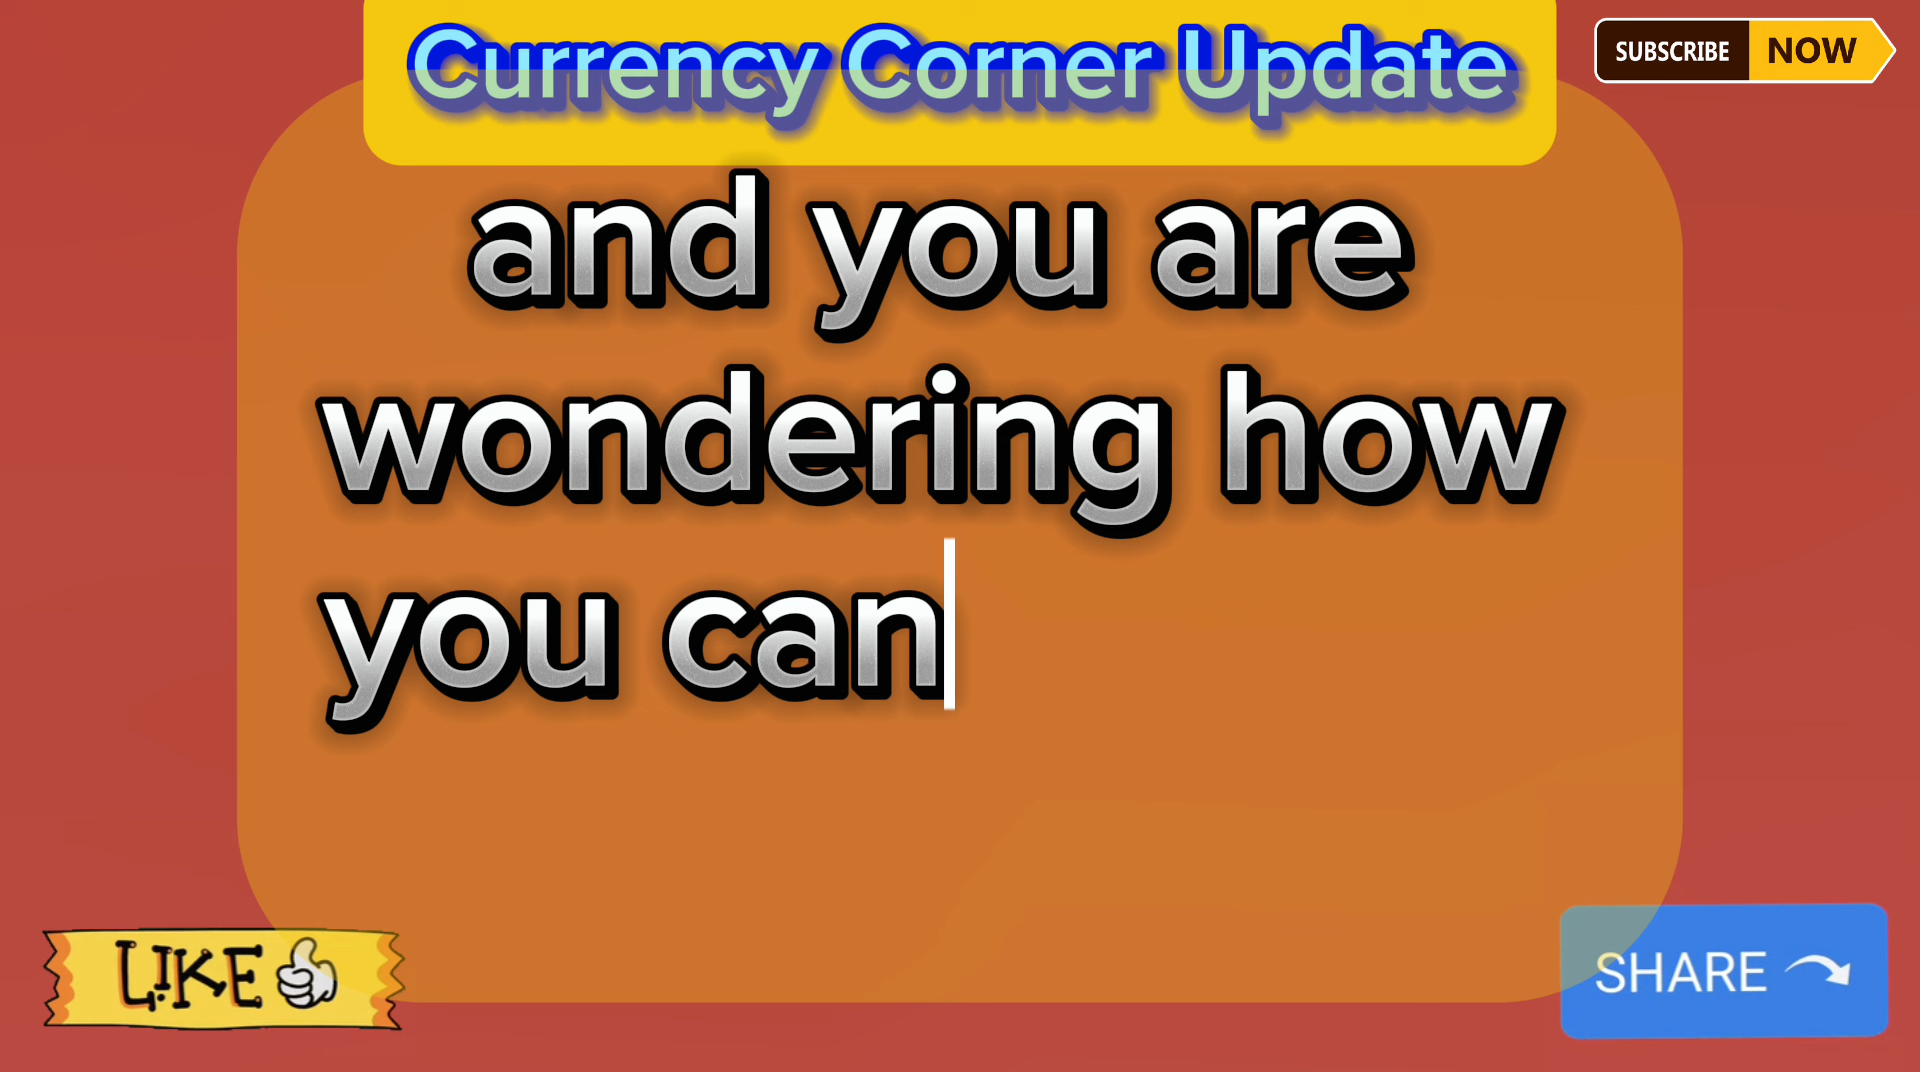 Currency Corner Update
SUBSCRIBE NOW
and you are
wondering how
you can
LIKE
SHARE